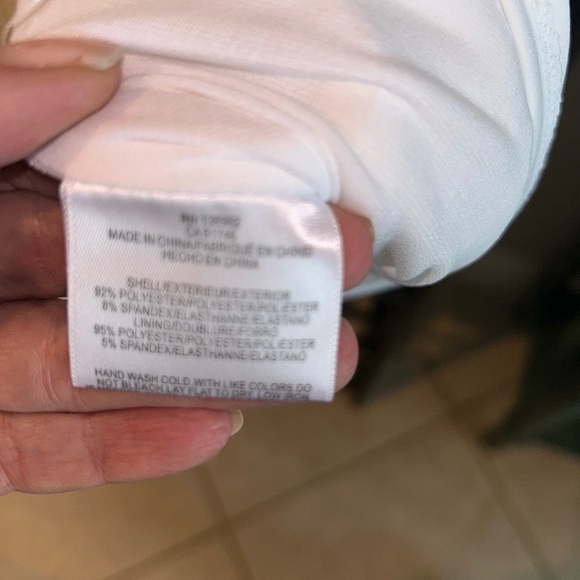 MADE IN CHINA/FABRIQUÉ EN CHINE/
HECHO EN CHINA
SHELL/EXTERIEUR/EXTERIOR
92% POLYESTER/POLYESTER/POLIESTER
8% SPANDEX/ELASTHANNE/ELASTANO
LINING/DOUBLURE/FORRO
95% POLYESTER/POLYESTER/POLIESTER
5% SPANDEX/ELASTHANNE/ELASTANO
HAND WASH COLD WITH LIKE COLORS DO
NOT BLEACH LAY FLAT TO DRY LOW IRON